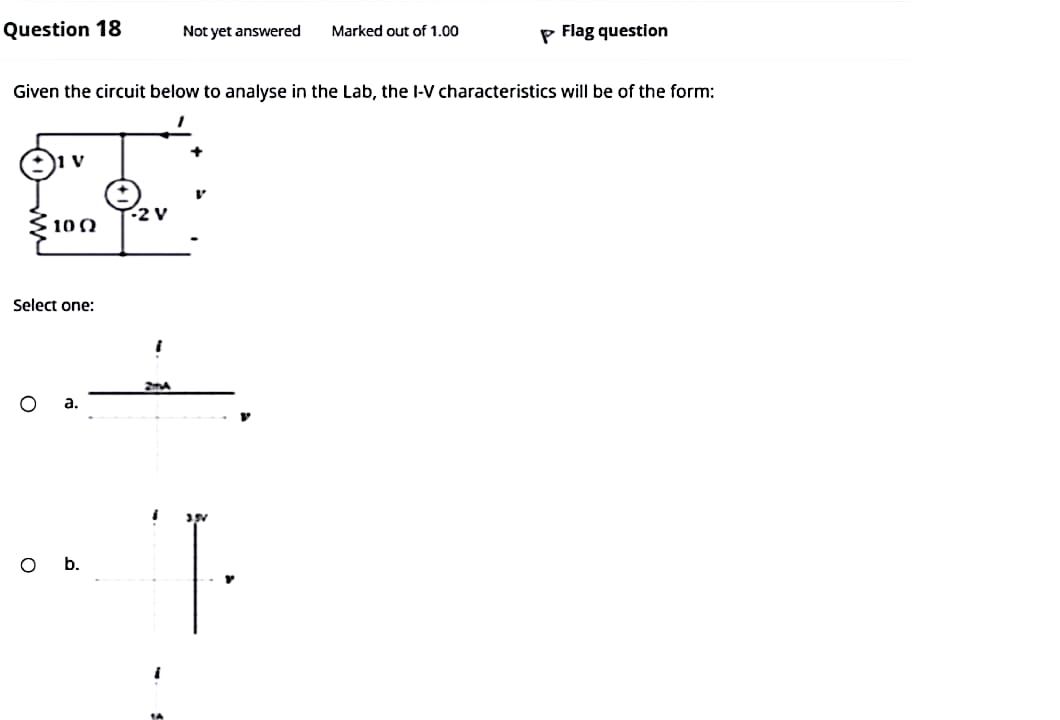 Question 18 Not yet answered Marked out of 1.00 Flag question
Given the circuit below to analyse in the Lab, the I-V characteristics will be of the form:
I
+
1 V
v
-2 V
10 Ω
-
Select one:
i
2mA
a.
v
i 3.5V
b.
v
i
1A